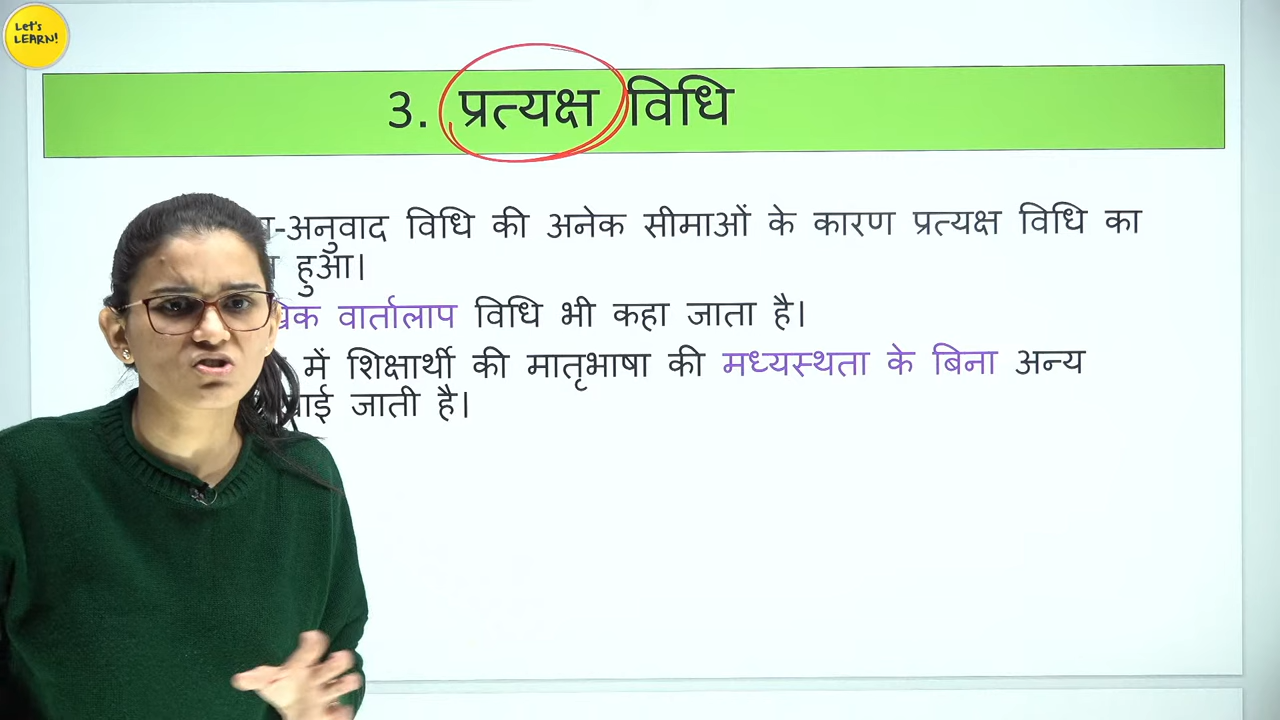 Let's
LEARN!
3. प्रत्यक्ष विधि
-अनुवाद विधि की अनेक सीमाओं के कारण प्रत्यक्ष विधि का
हुआ।
वार्तालाप विधि भी कहा जाता है।
में शिक्षार्थी की मातृभाषा की मध्यस्थता के बिना अन्य
जाती है।